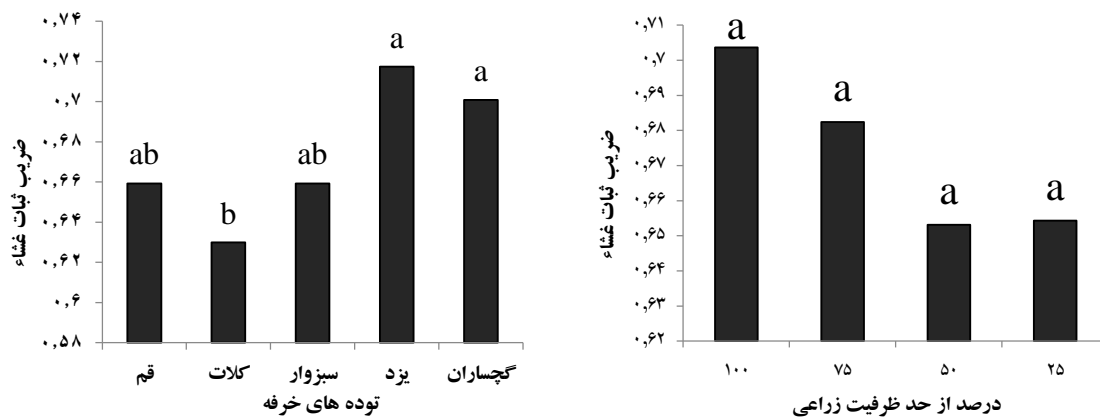 ۰,۷۴
۰,۷۲
۰,۷
۰,۶۸
۰,۶۶
۰,۶۴
۰,۶۲
۰,۶
۰,۵۸
ضریب ثبات غشاء
ab
b
ab
a
a
قم
کلات
سبزوار
یزد
گچساران
توده های خرفه
۰,۷۱
۰,۷
۰,۶۹
۰,۶۸
۰,۶۷
۰,۶۶
۰,۶۵
۰,۶۴
۰,۶۳
۰,۶۲
ضریب ثبات غشاء
a
a
a
a
۱۰۰
۷۵
۵۰
۲۵
درصد از حد ظرفیت زراعی